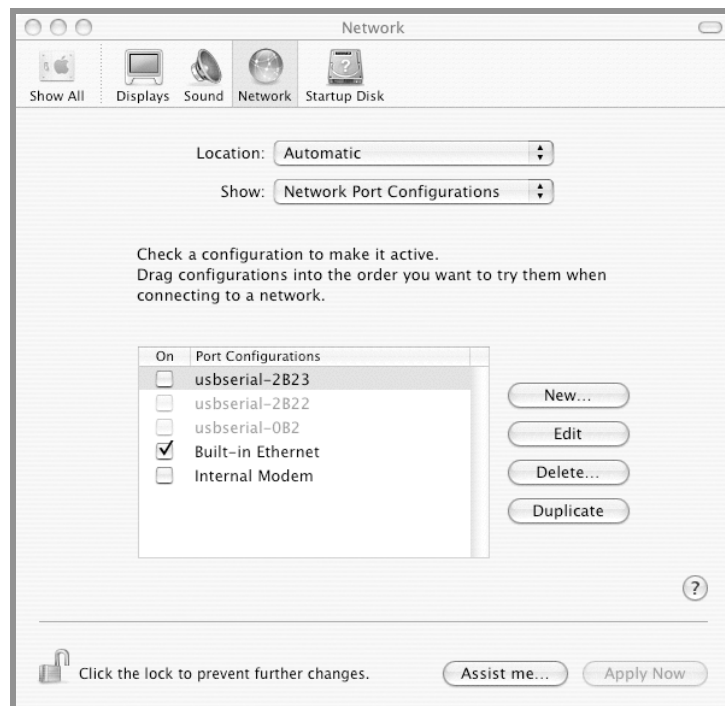 Network
Show All Displays Sound Network Startup Disk
Location: Automatic
Show: Network Port Configurations
Check a configuration to make it active.
Drag configurations into the order you want to try them when
connecting to a network.
On Port Configurations
usbserial-2B23
usbserial-2B22
usbserial-0B2
Built-in Ethernet
Internal Modem
New...
Edit
Delete...
Duplicate
?
Click the lock to prevent further changes. Assist me... Apply Now